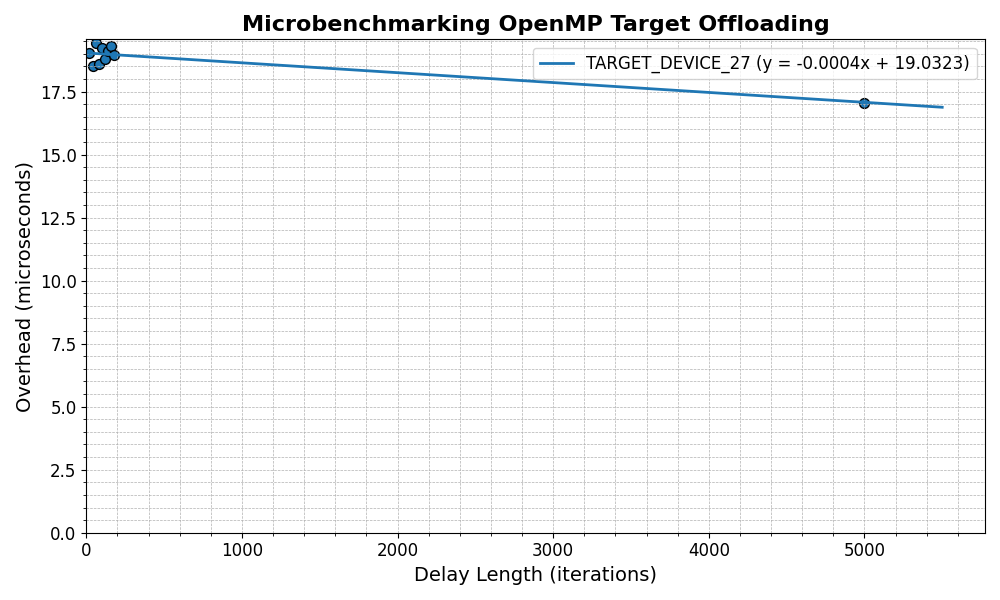 Microbenchmarking OpenMP Target Offloading
TARGET_DEVICE_27 (y = -0.0004x + 19.0323)
Overhead (microseconds)
17.5
15.0
12.5
10.0
7.5
5.0
2.5
0.0
0 1000 2000 3000 4000 5000
Delay Length (iterations)